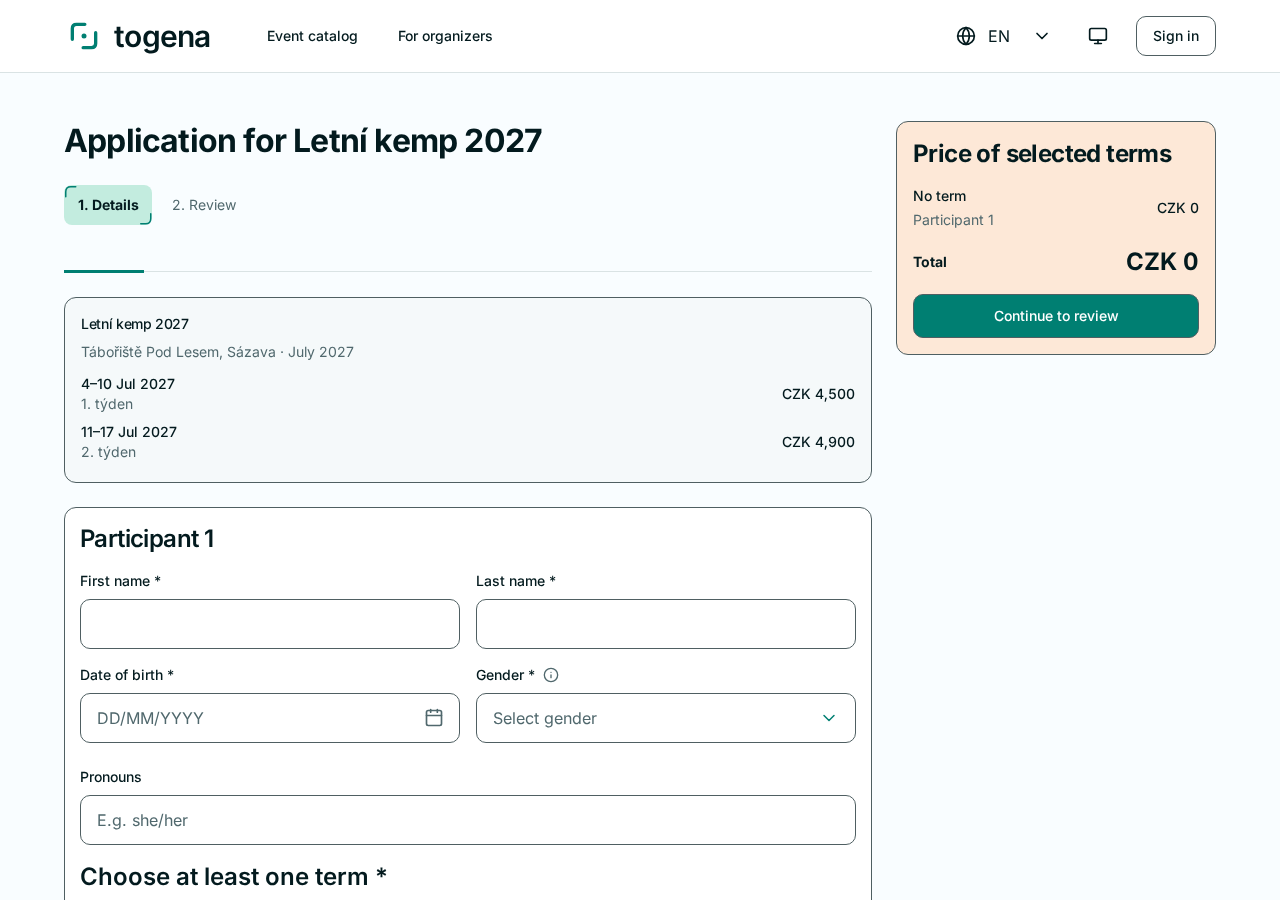 togena
Event catalog
For organizers
EN
Sign in
Application for Letní kemp 2027
1. Details
2. Review
Letní kemp 2027
Tábořiště Pod Lesem, Sázava · July 2027
4–10 Jul 2027
1. týden
CZK 4,500
11–17 Jul 2027
2. týden
CZK 4,900
Participant 1
First name *
Last name *
Date of birth *
Gender *
DD/MM/YYYY
Select gender
Pronouns
E.g. she/her
Choose at least one term *
Price of selected terms
No term
Participant 1
CZK 0
Total
CZK 0
Continue to review